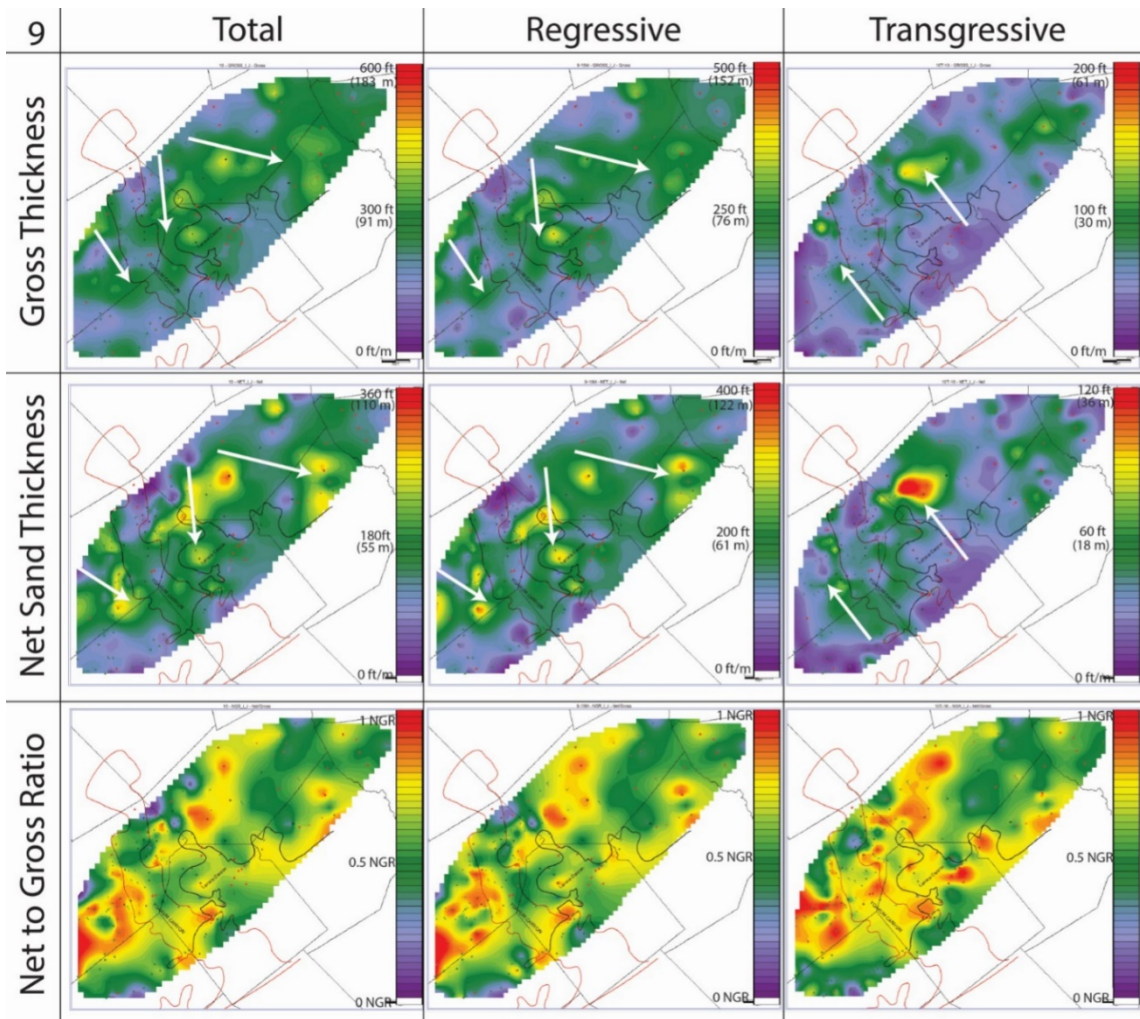 9
Total
Regressive
Transgressive
Gross Thickness
600 ft
(183 m)
300 ft
(91 m)
0 ft/m
500 ft
(152 m)
250 ft
(76 m)
0 ft/m
200 ft
(61 m)
100 ft
(30 m)
0 ft/m
Net Sand Thickness
360 ft
(110 m)
180ft
(55 m)
0 ft/m
400 ft
(122 m)
200 ft
(61 m)
0 ft/m
120 ft
(36 m)
60 ft
(18 m)
0 ft/m
Net to Gross Ratio
1 NGR
0.5 NGR
0 NGR
1 NGR
0.5 NGR
0 NGR
1 NGR
0.5 NGR
0 NGR